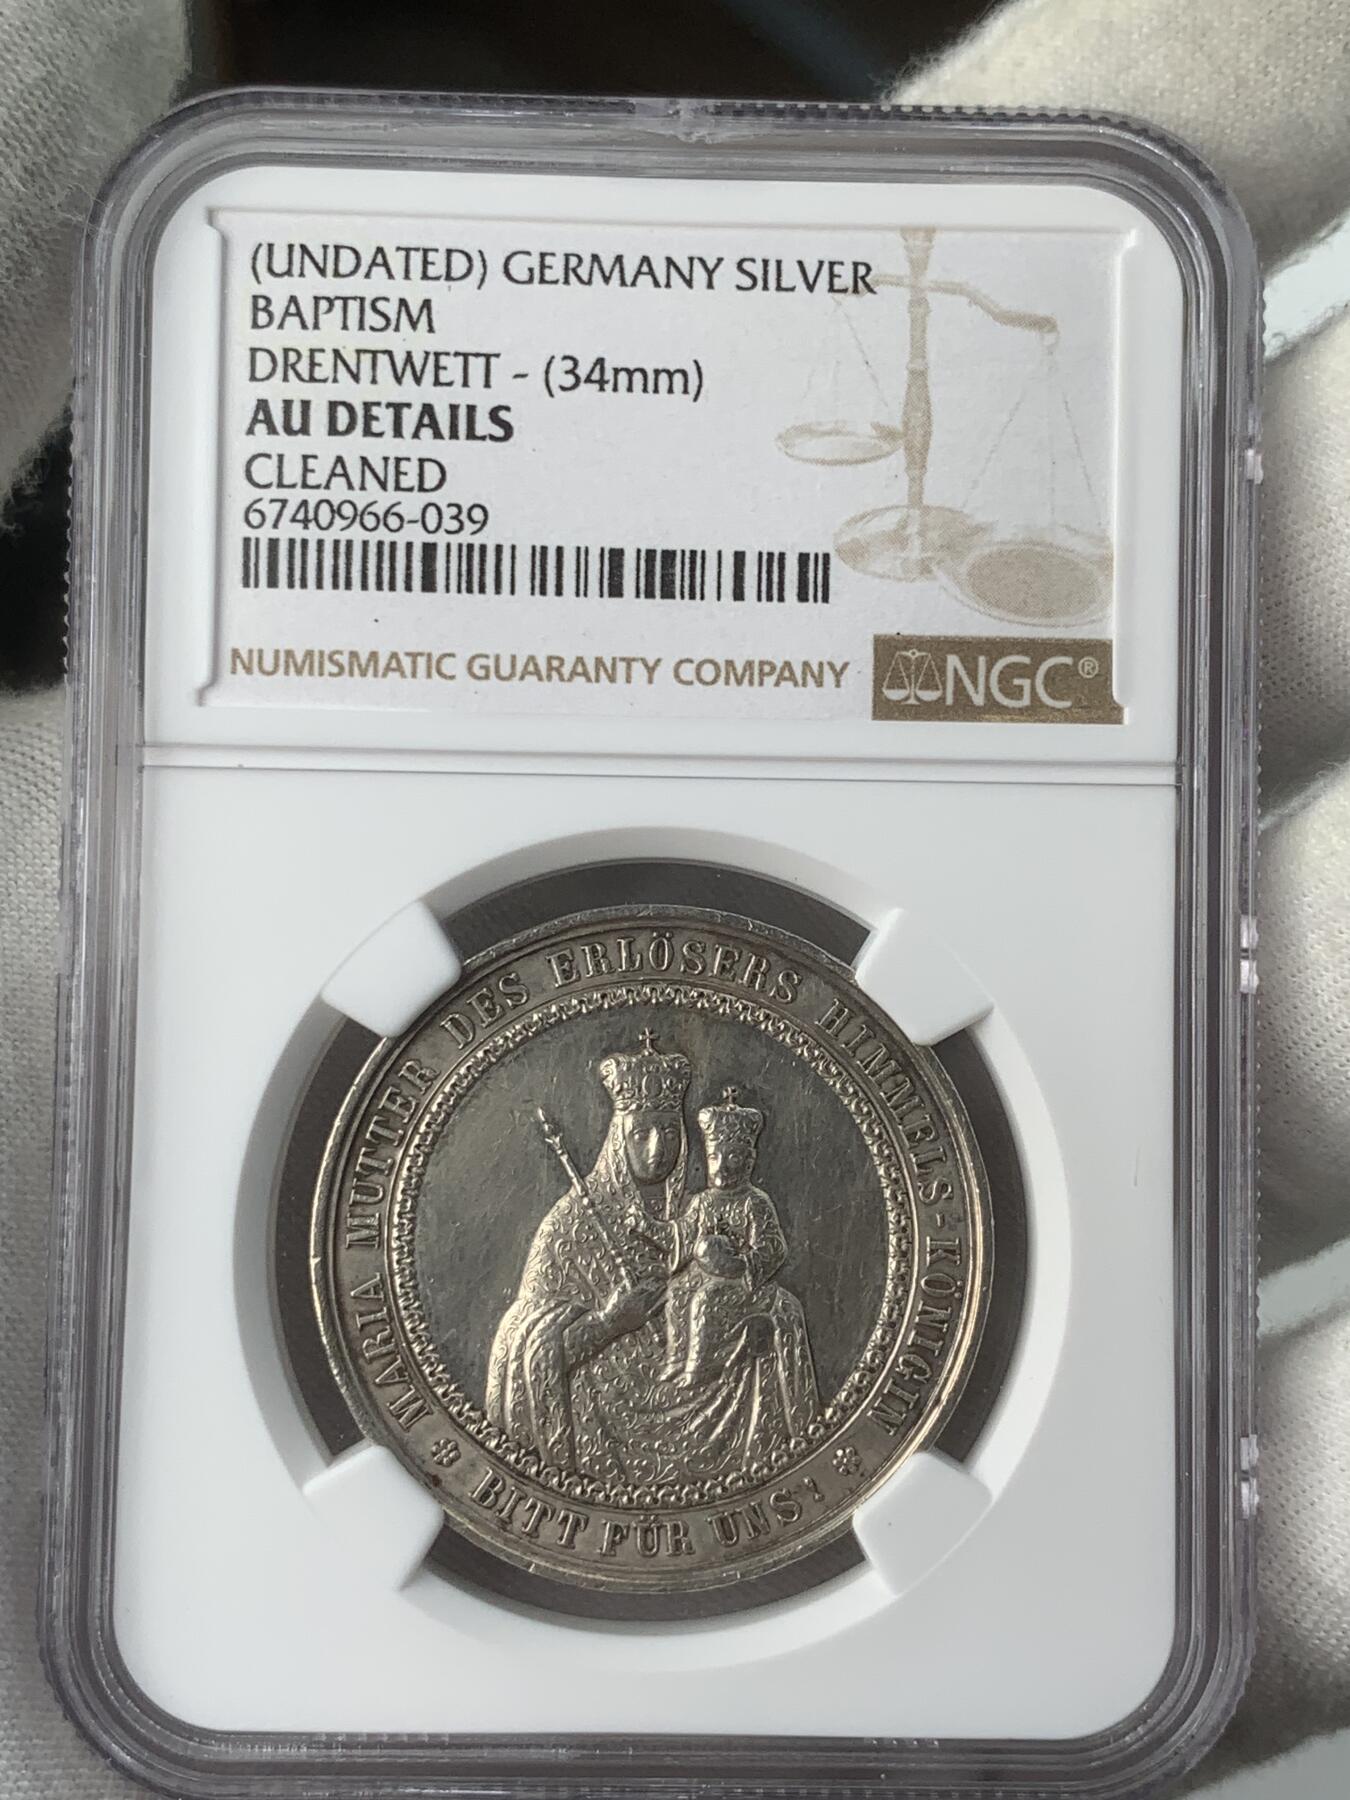 (UNDATED) GERMANY SILVER
BAPTISM
DRENTWETT - (34mm)
AU DETAILS
CLEANED
6740966-039
NUMISMATIC GUARANTY COMPANY NGC®
MARIA MUTTER DES ERLÖSERS HIMMELS-KÖNIGIN
BITT FÜR UNS!